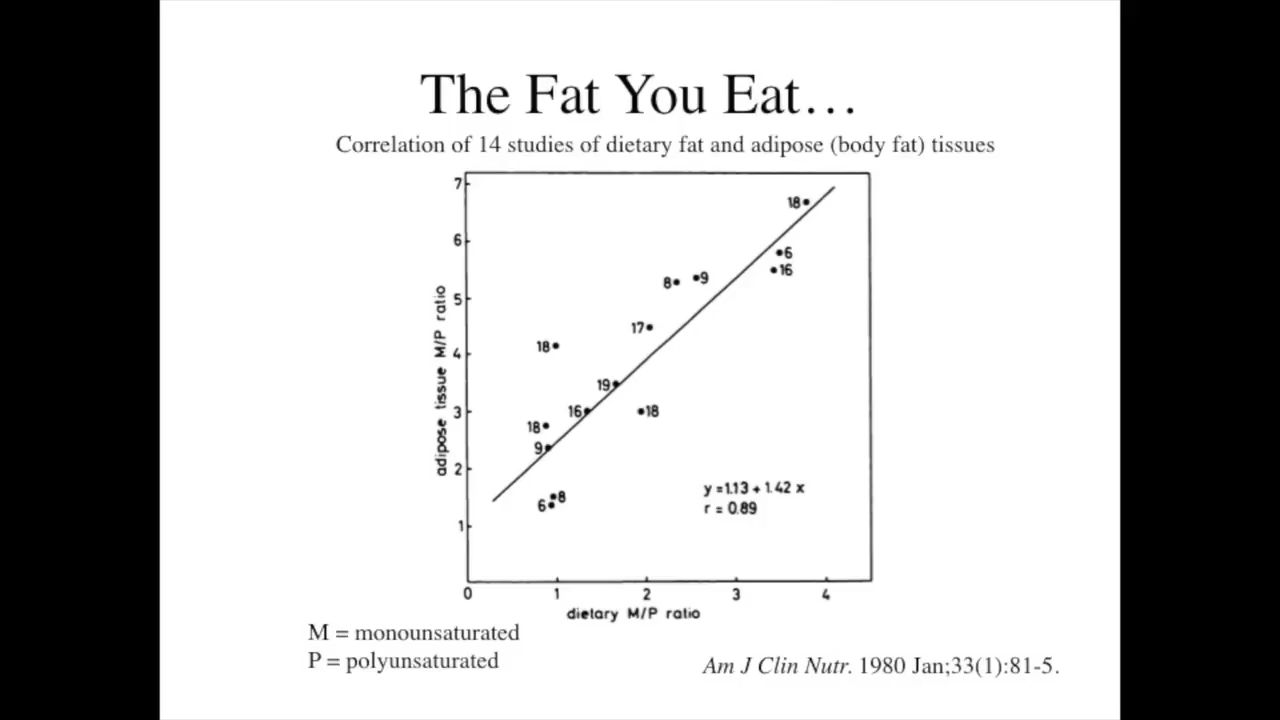 The Fat You Eat…
Correlation of 14 studies of dietary fat and adipose (body fat) tissues
7
6
5
4
3
2
1
adipose tissue M/P ratio
18
6
16
8
9
17
18
19
16
18
18
9
8
6
y = 1.13 + 1.42 x
r = 0.89
0 1 2 3 4
dietary M/P ratio
M = monounsaturated
P = polyunsaturated
Am J Clin Nutr. 1980 Jan;33(1):81-5.